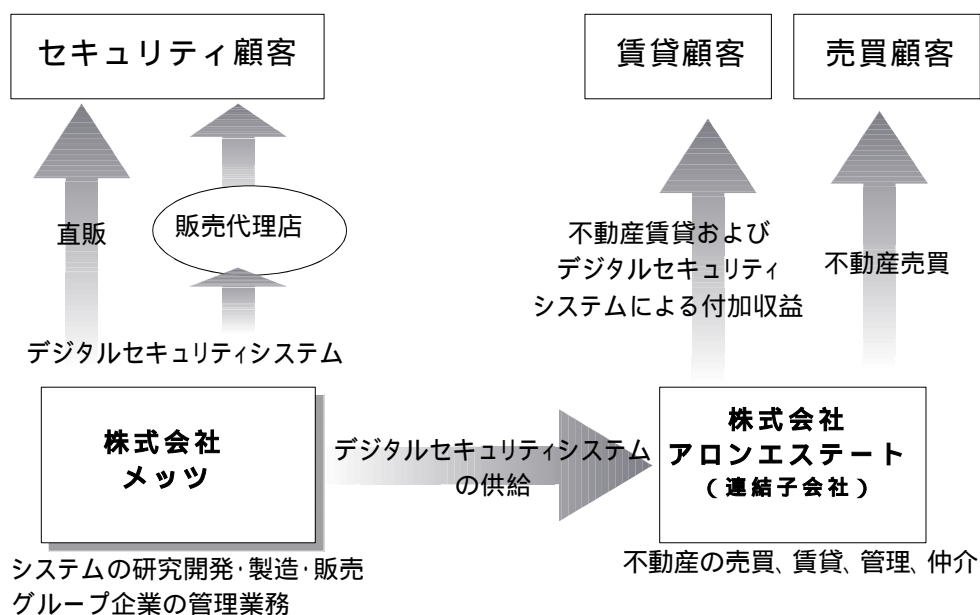 セキュリティ顧客
賃貸顧客
売買顧客
直販
販売代理店
不動産賃貸および
デジタルセキュリティ
システムによる付加収益
不動産売買
デジタルセキュリティシステム
株式会社
メッツ
デジタルセキュリティシステム
の供給
株式会社
アロンエステート
(連結子会社)
システムの研究開発・製造・販売
グループ企業の管理業務
不動産の売買、賃貸、管理、仲介